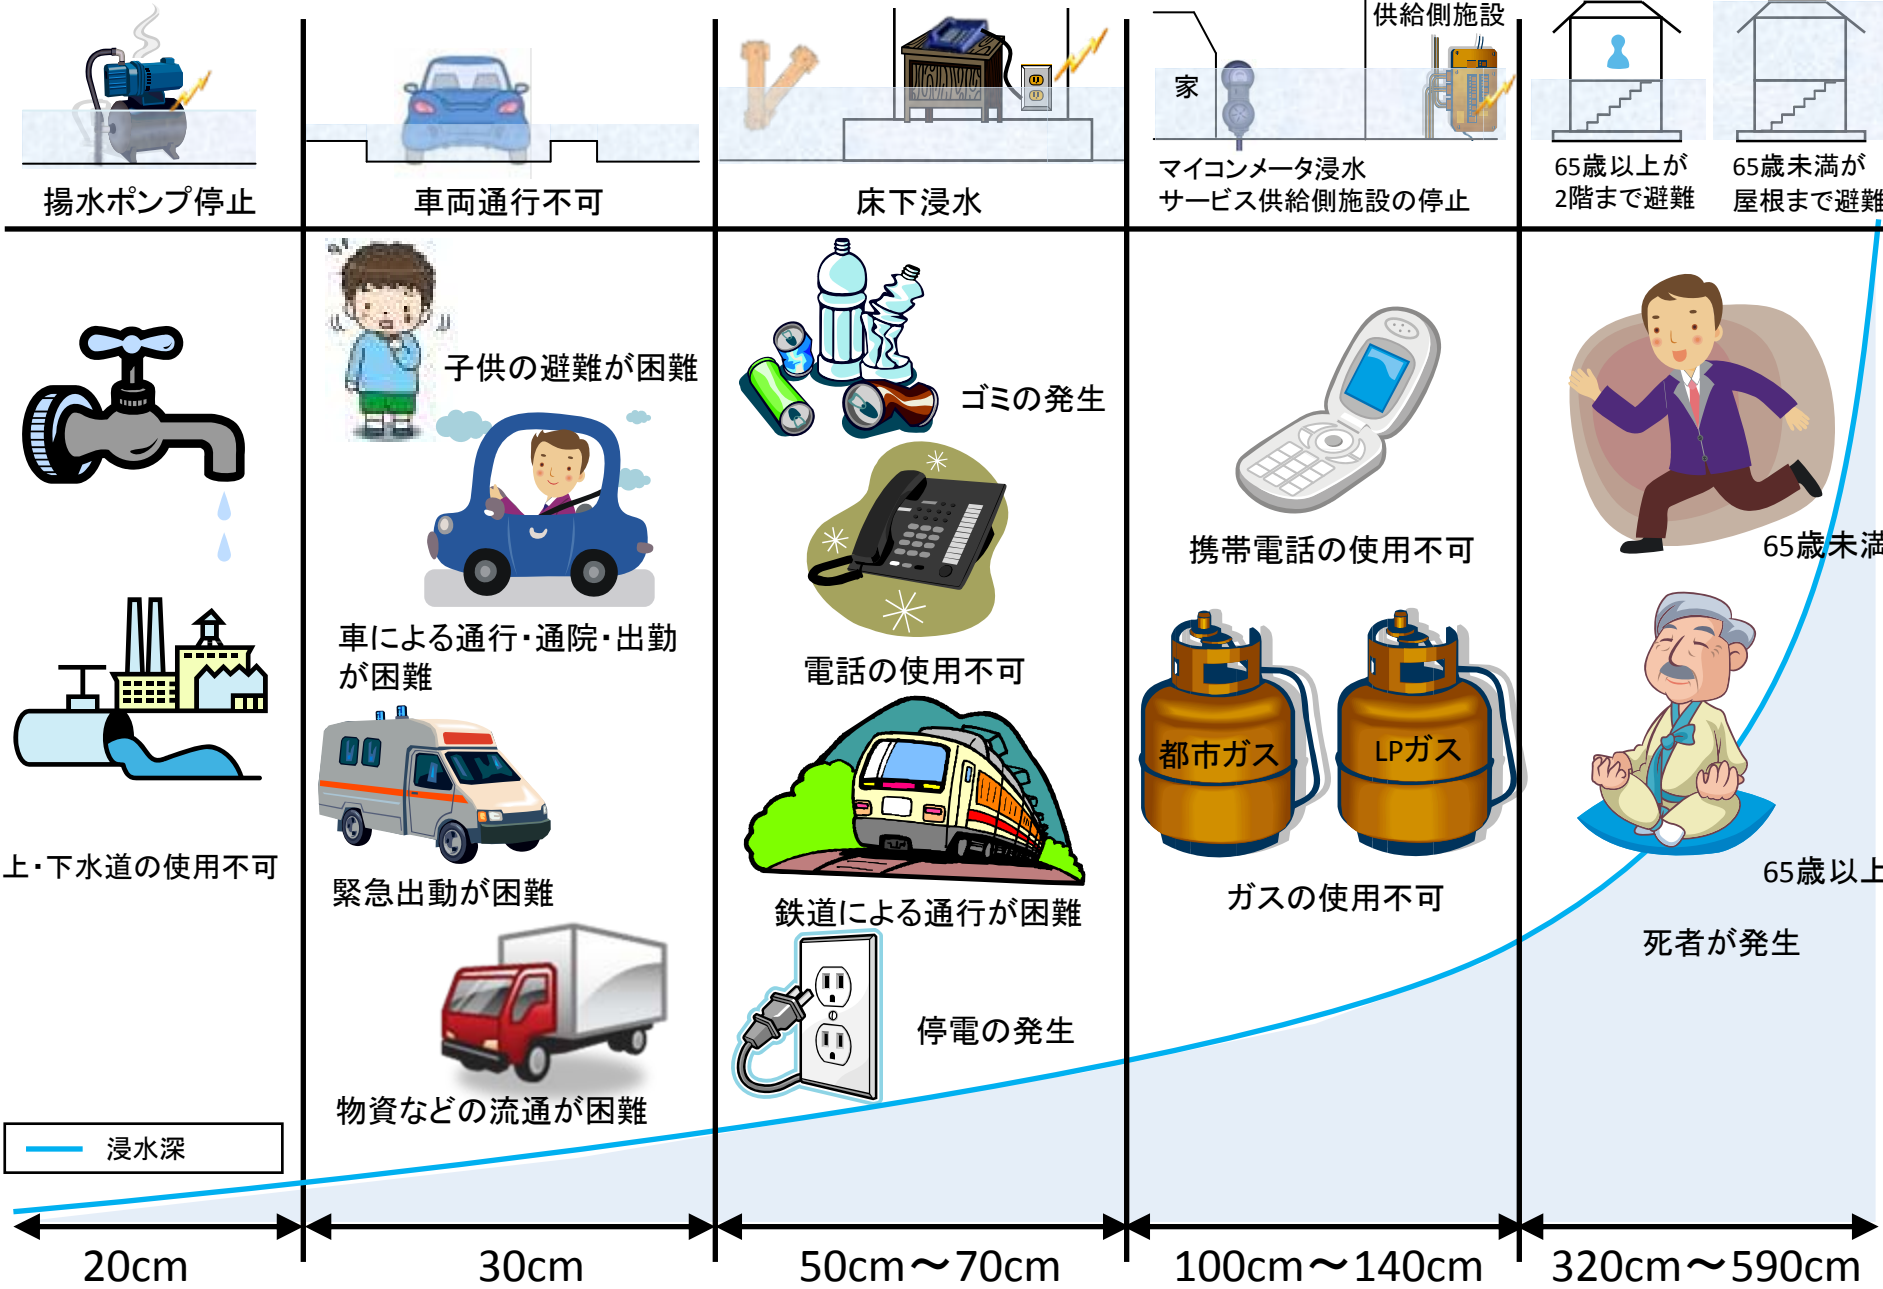 揚水ポンプ停止
車両通行不可
床下浸水
供給側施設
家
マイコンメータ浸水
サービス供給側施設の停止
65歳以上が
2階まで避難
65歳未満が
屋根まで避難
上・下水道の使用不可
子供の避難が困難
車による通行・通院・出勤
が困難
緊急出動が困難
物資などの流通が困難
ゴミの発生
電話の使用不可
鉄道による通行が困難
停電の発生
携帯電話の使用不可
都市ガス
LPガス
ガスの使用不可
65歳未満
65歳以上
死者が発生
浸水深
20cm
30cm
50cm～70cm
100cm～140cm
320cm～590cm